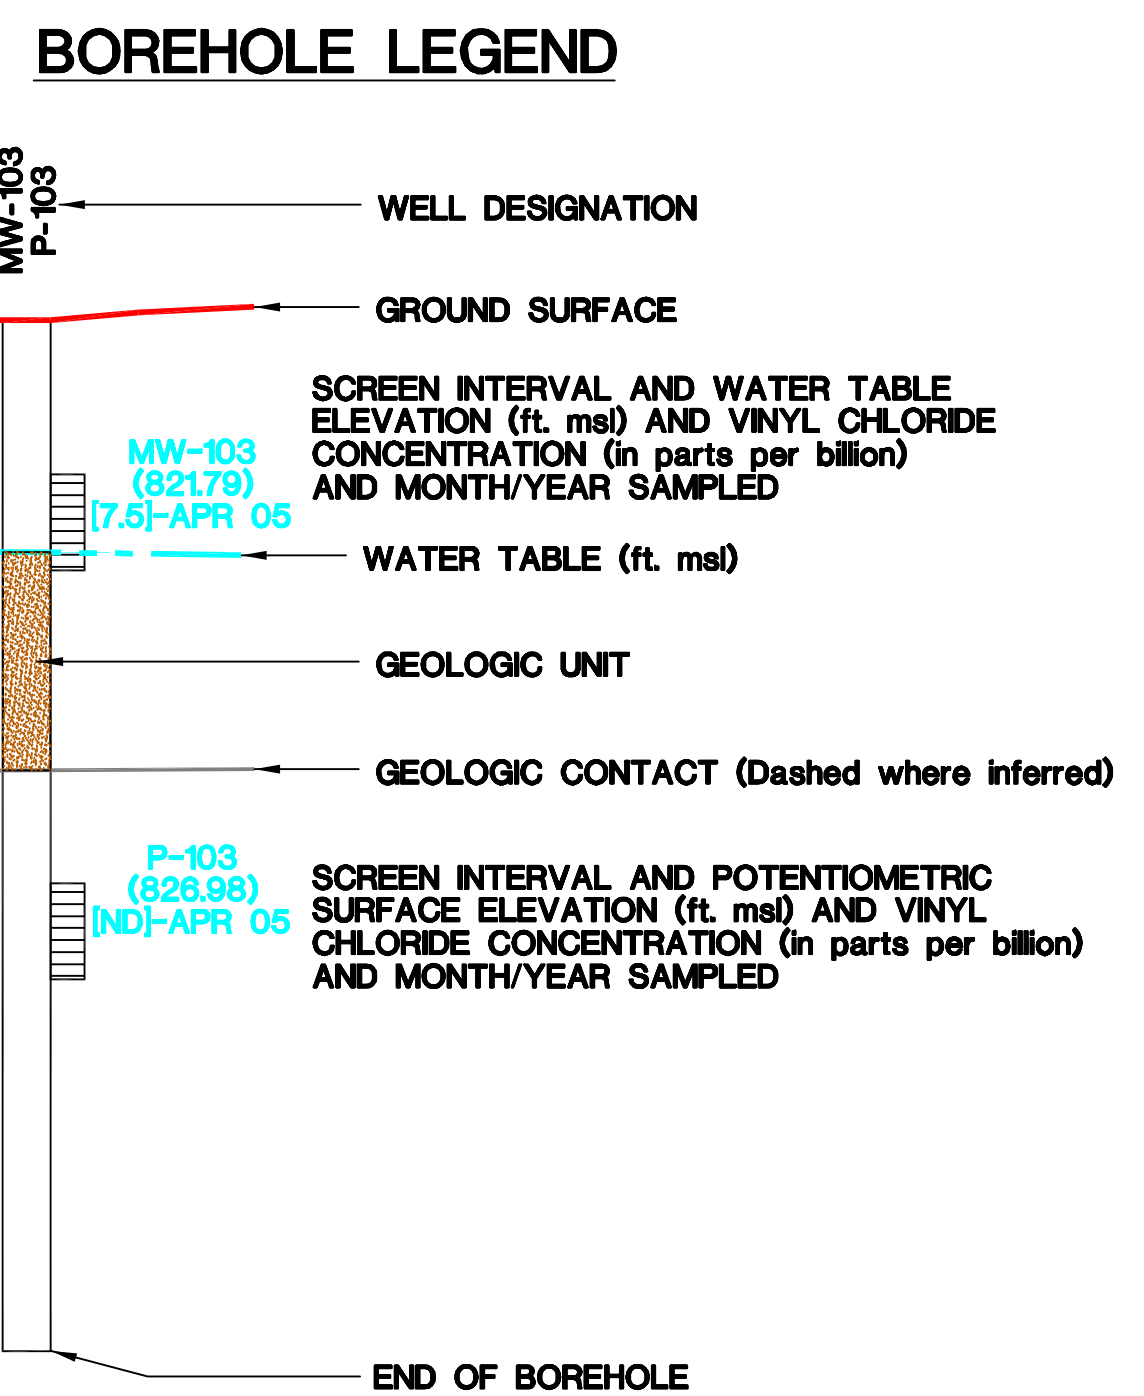 BOREHOLE LEGEND
MW-103
P-103
WELL DESIGNATION
GROUND SURFACE
SCREEN INTERVAL AND WATER TABLE
ELEVATION (ft. msl) AND VINYL CHLORIDE
CONCENTRATION (in parts per billion)
AND MONTH/YEAR SAMPLED
MW-103
(821.79)
[7.5]-APR 05
WATER TABLE (ft. msl)
GEOLOGIC UNIT
GEOLOGIC CONTACT (Dashed where inferred)
P-103
(826.98)
[ND]-APR 05
SCREEN INTERVAL AND POTENTIOMETRIC
SURFACE ELEVATION (ft. msl) AND VINYL
CHLORIDE CONCENTRATION (in parts per billion)
AND MONTH/YEAR SAMPLED
END OF BOREHOLE